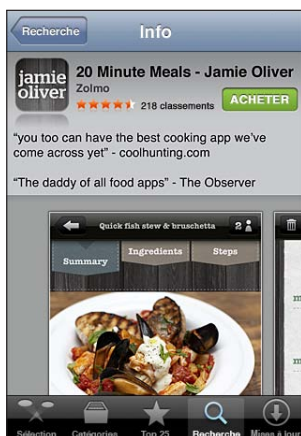 Recherche
Info
jamie
oliver
20 Minute Meals - Jamie Oliver
Zolmo
218 classements
ACHETER
“you too can have the best cooking app we've
come across yet” - coolhunting.com
“The daddy of all food apps” - The Observer
Quick fish stew & bruschetta
2
Summary
Ingredients
Steps
Sélection
Catégories
Top 25
Recherche
Mises à jour